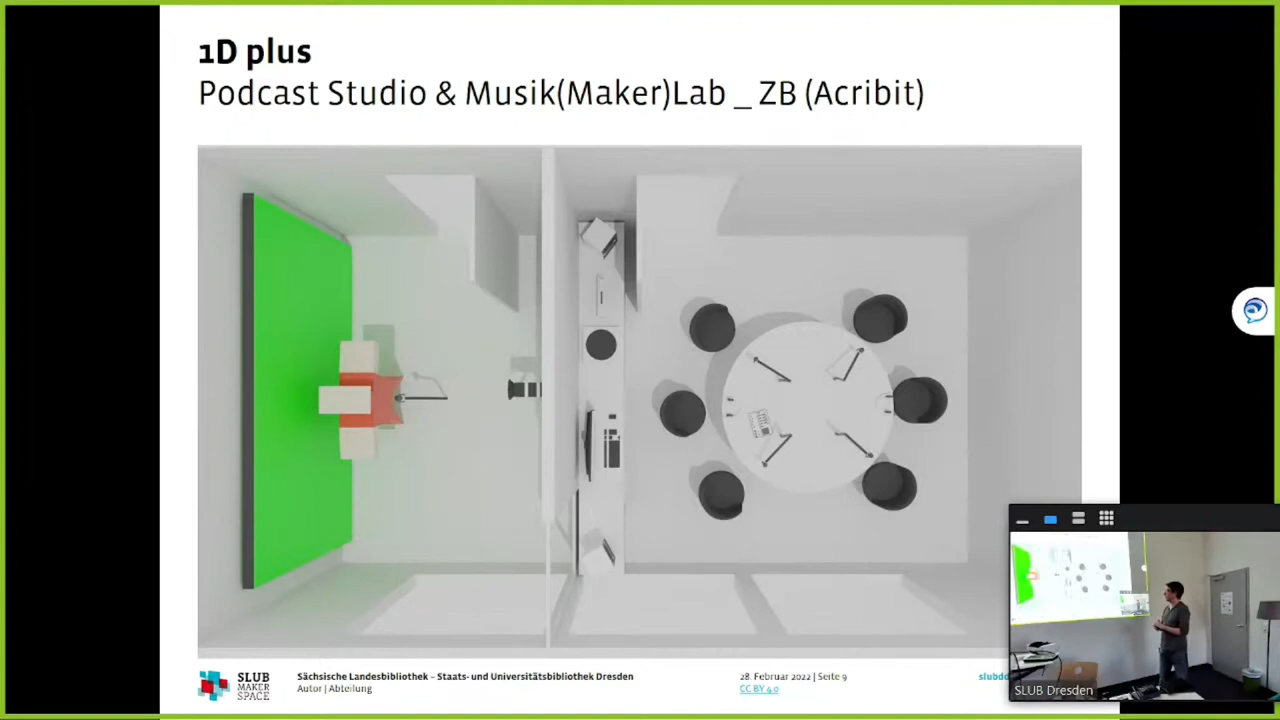 1D plus
Podcast Studio & Musik(Maker)Lab _ ZB (Acribit)
SLUB
MAKER
SPACE
Sächsische Landesbibliothek – Staats- und Universitätsbibliothek Dresden
Autor | Abteilung
28. Februar 2022 | Seite 9
CC BY 4.0
SLUB Dresden